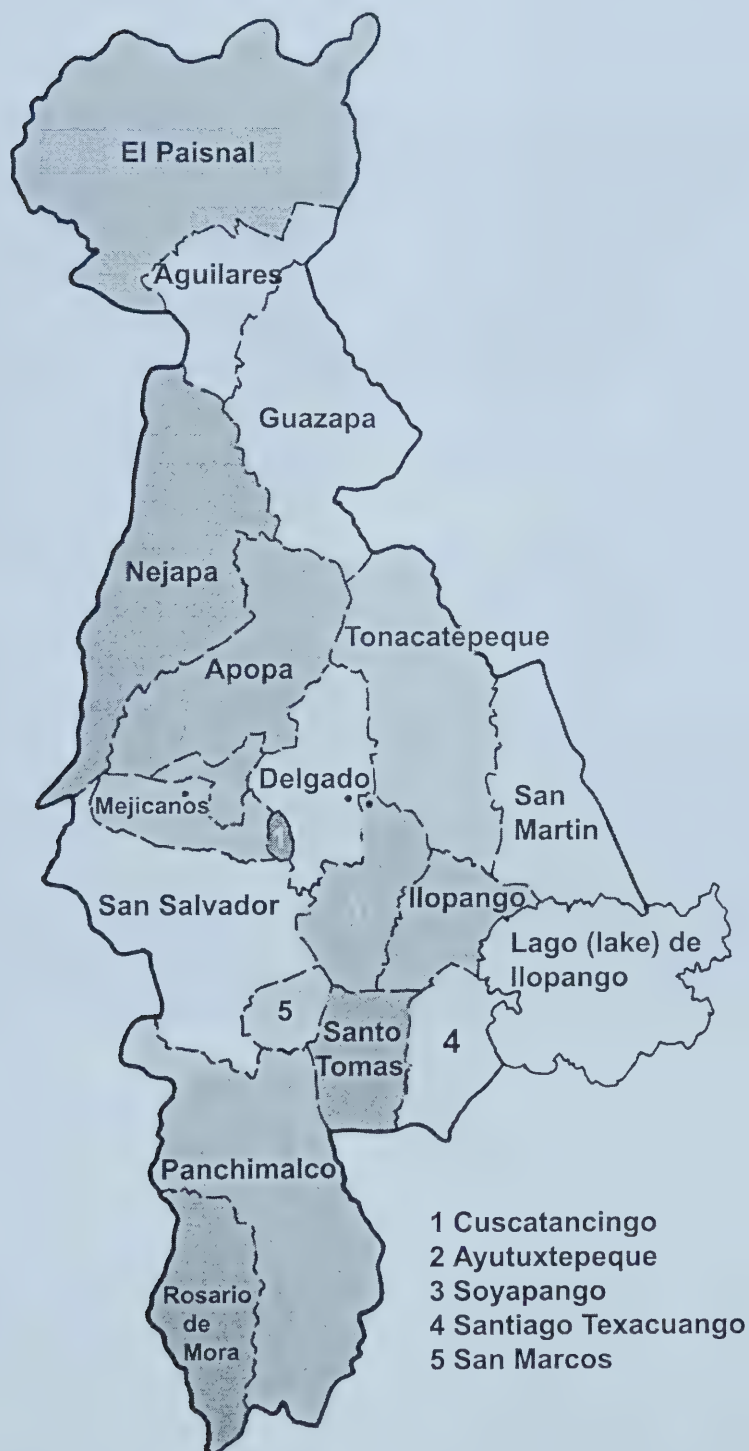 El Paisnal
Aguilares
Guazapa
Nejapa
Tonacatepeque
Apopa
Delgado
Mejicanos
San
Martin
San Salvador
Ilopango
Lago (lake) de
Ilopango
5
Santo
Tomas
4
Panchimalco
Rosario
de
Mora
1 Cuscatancingo
2 Ayutuxtepeque
3 Soyapango
4 Santiago Texacuango
5 San Marcos